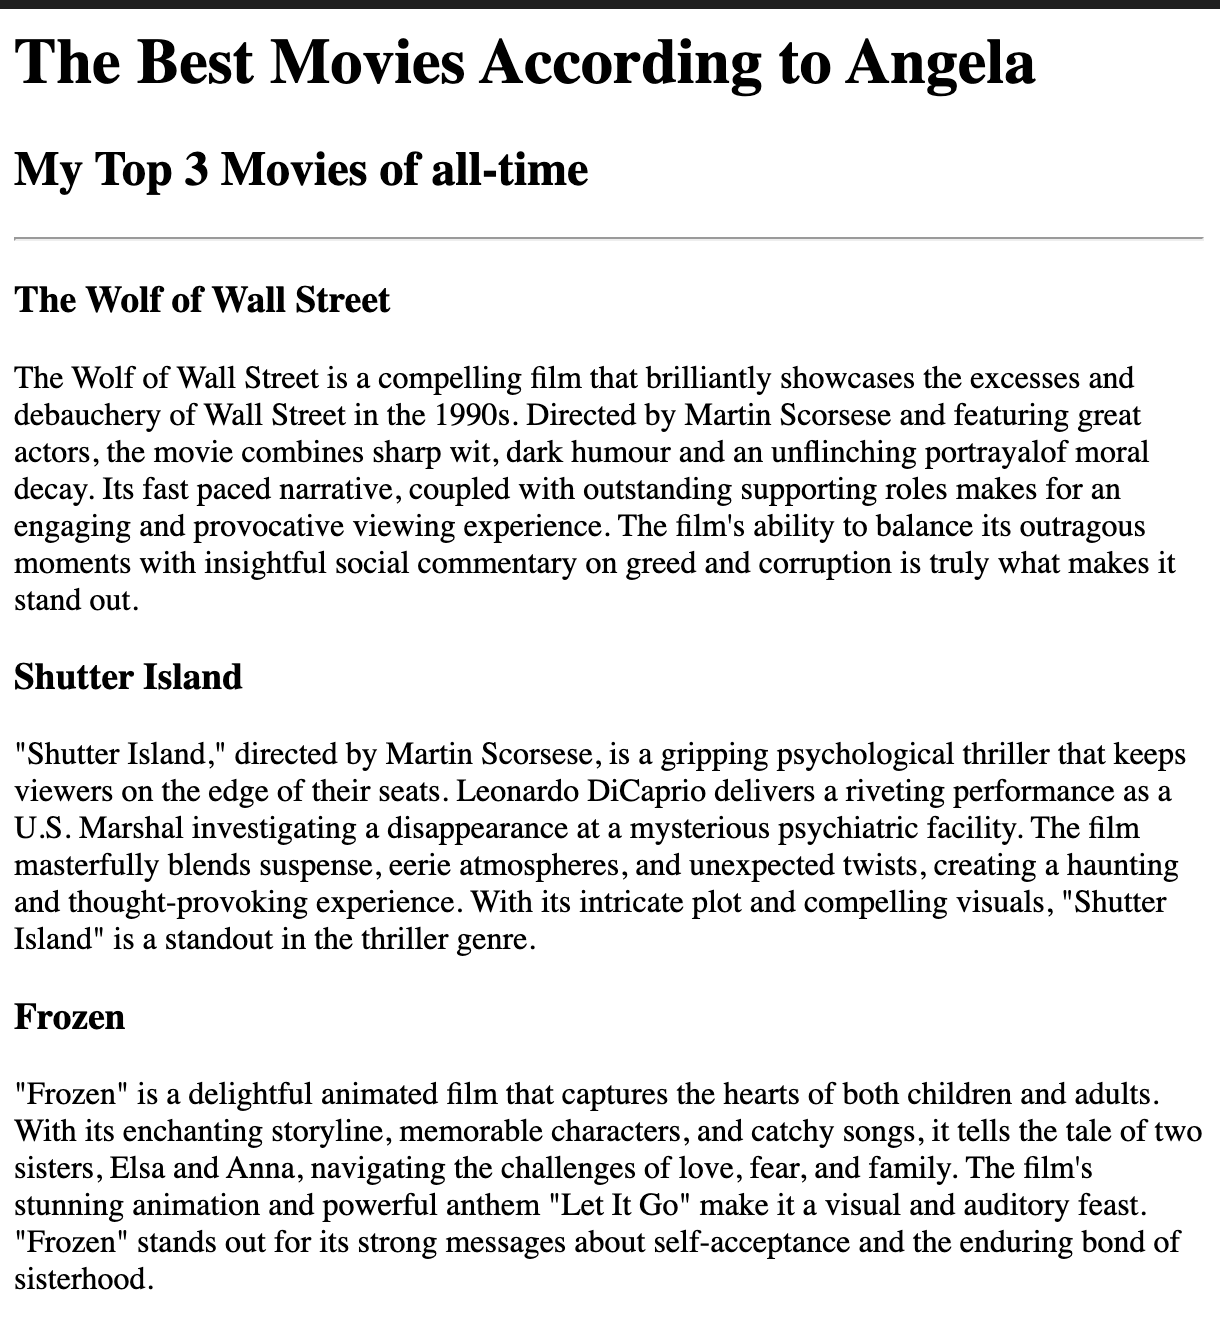 The Best Movies According to Angela
My Top 3 Movies of all-time
The Wolf of Wall Street
The Wolf of Wall Street is a compelling film that brilliantly showcases the excesses and
debauchery of Wall Street in the 1990s. Directed by Martin Scorsese and featuring great
actors, the movie combines sharp wit, dark humour and an unflinching portrayalof moral
decay. Its fast paced narrative, coupled with outstanding supporting roles makes for an
engaging and provocative viewing experience. The film's ability to balance its outragous
moments with insightful social commentary on greed and corruption is truly what makes it
stand out.
Shutter Island
"Shutter Island," directed by Martin Scorsese, is a gripping psychological thriller that keeps
viewers on the edge of their seats. Leonardo DiCaprio delivers a riveting performance as a
U.S. Marshal investigating a disappearance at a mysterious psychiatric facility. The film
masterfully blends suspense, eerie atmospheres, and unexpected twists, creating a haunting
and thought-provoking experience. With its intricate plot and compelling visuals, "Shutter
Island" is a standout in the thriller genre.
Frozen
"Frozen" is a delightful animated film that captures the hearts of both children and adults.
With its enchanting storyline, memorable characters, and catchy songs, it tells the tale of two
sisters, Elsa and Anna, navigating the challenges of love, fear, and family. The film's
stunning animation and powerful anthem "Let It Go" make it a visual and auditory feast.
"Frozen" stands out for its strong messages about self-acceptance and the enduring bond of
sisterhood.